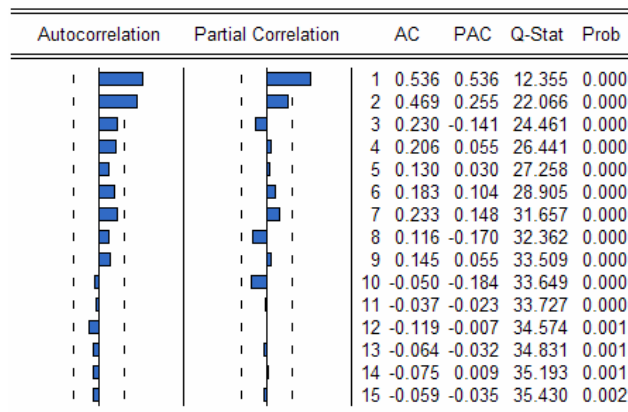 Autocorrelation Partial Correlation AC PAC Q-Stat Prob
1 0.536 0.536 12.355 0.000
2 0.469 0.255 22.066 0.000
3 0.230 -0.141 24.461 0.000
4 0.206 0.055 26.441 0.000
5 0.130 0.030 27.258 0.000
6 0.183 0.104 28.905 0.000
7 0.233 0.148 31.657 0.000
8 0.116 -0.170 32.362 0.000
9 0.145 0.055 33.509 0.000
10 -0.050 -0.184 33.649 0.000
11 -0.037 -0.023 33.727 0.000
12 -0.119 -0.007 34.574 0.001
13 -0.064 -0.032 34.831 0.001
14 -0.075 0.009 35.193 0.001
15 -0.059 -0.035 35.430 0.002